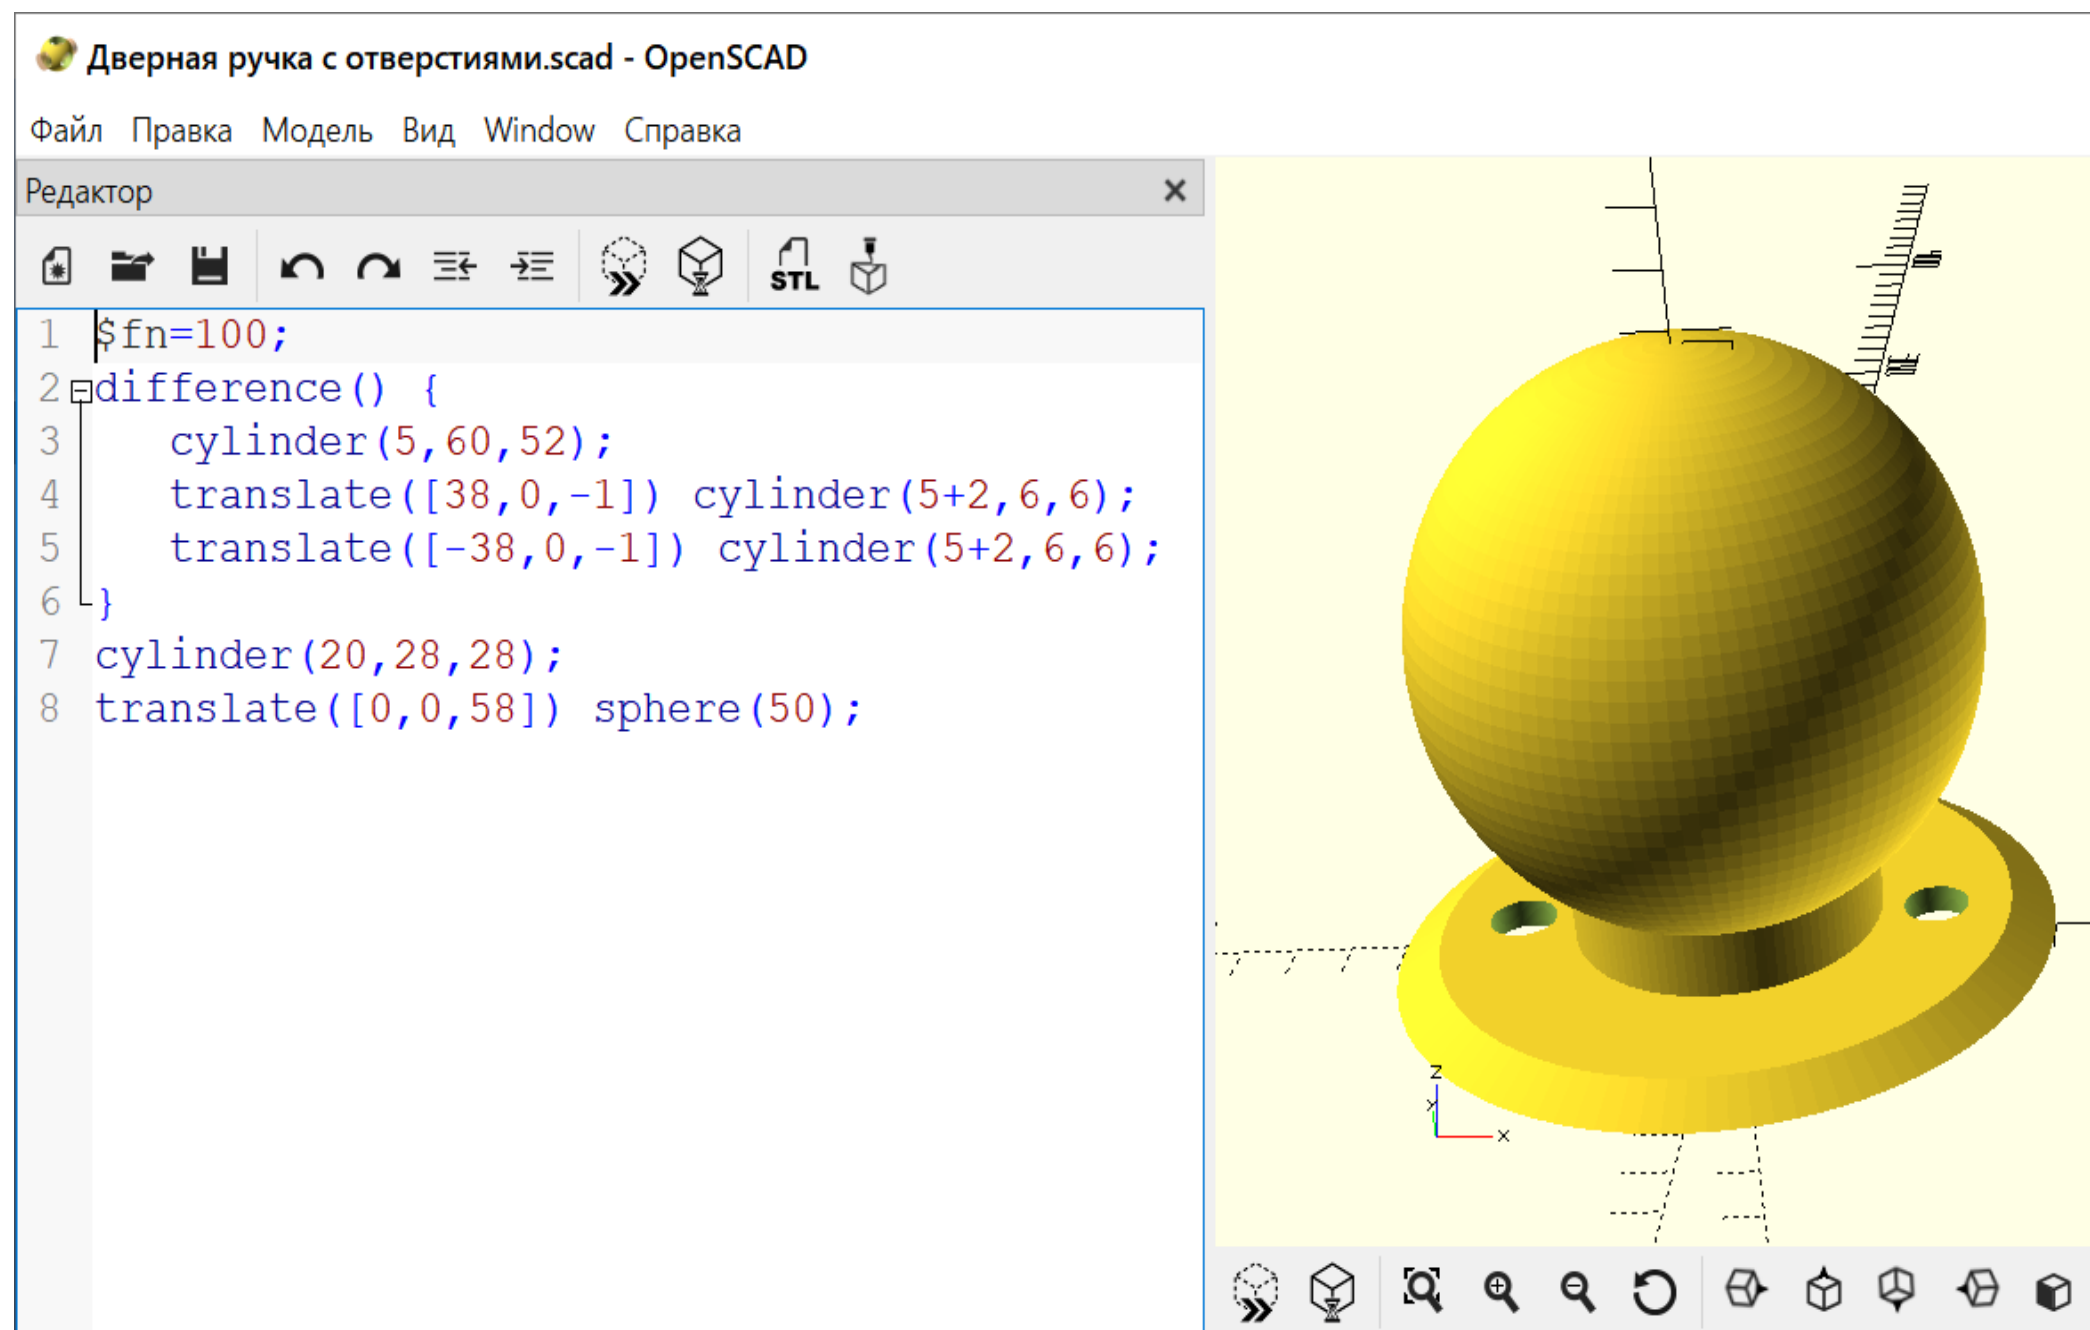 Дверная ручка с отверстиями.scad - OpenSCAD
Файл Правка Модель Вид Window Справка
Редактор
STL
1 $fn=100;
2 difference() {
3 cylinder(5,60,52);
4 translate([38,0,-1]) cylinder(5+2,6,6);
5 translate([-38,0,-1]) cylinder(5+2,6,6);
6 }
7 cylinder(20,28,28);
8 translate([0,0,58]) sphere(50);
z
y
x